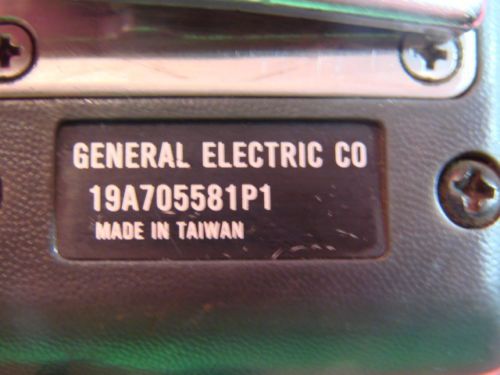 GENERAL ELECTRIC CO
19A705581P1
MADE IN TAIWAN